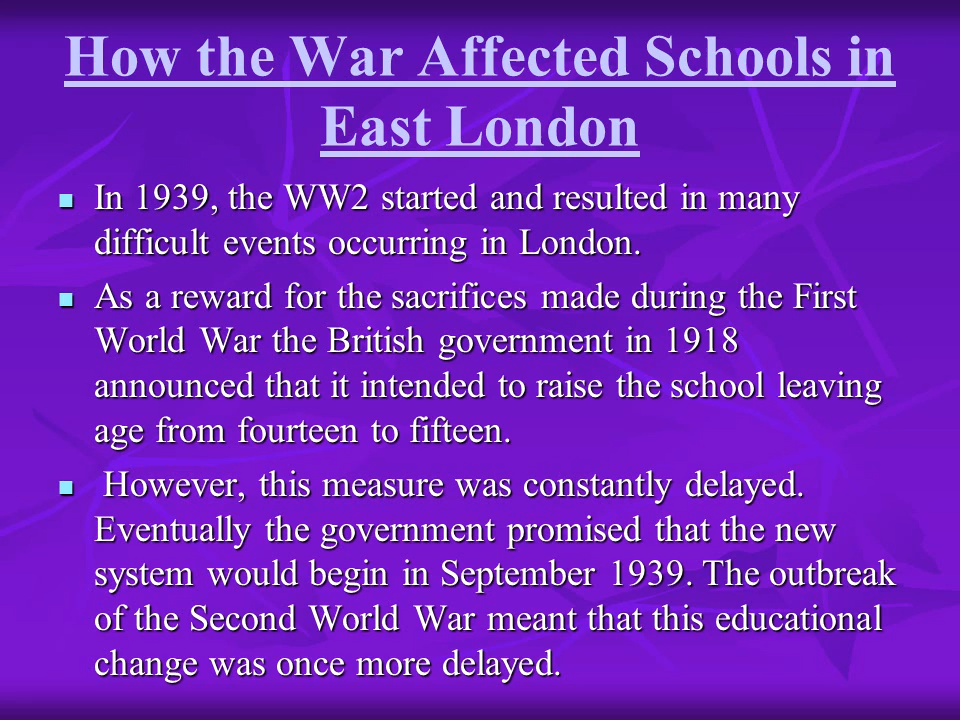 How the War Affected Schools in
East London
In 1939, the WW2 started and resulted in many
difficult events occurring in London.
As a reward for the sacrifices made during the First
World War the British government in 1918
announced that it intended to raise the school leaving
age from fourteen to fifteen.
However, this measure was constantly delayed.
Eventually the government promised that the new
system would begin in September 1939. The outbreak
of the Second World War meant that this educational
change was once more delayed.